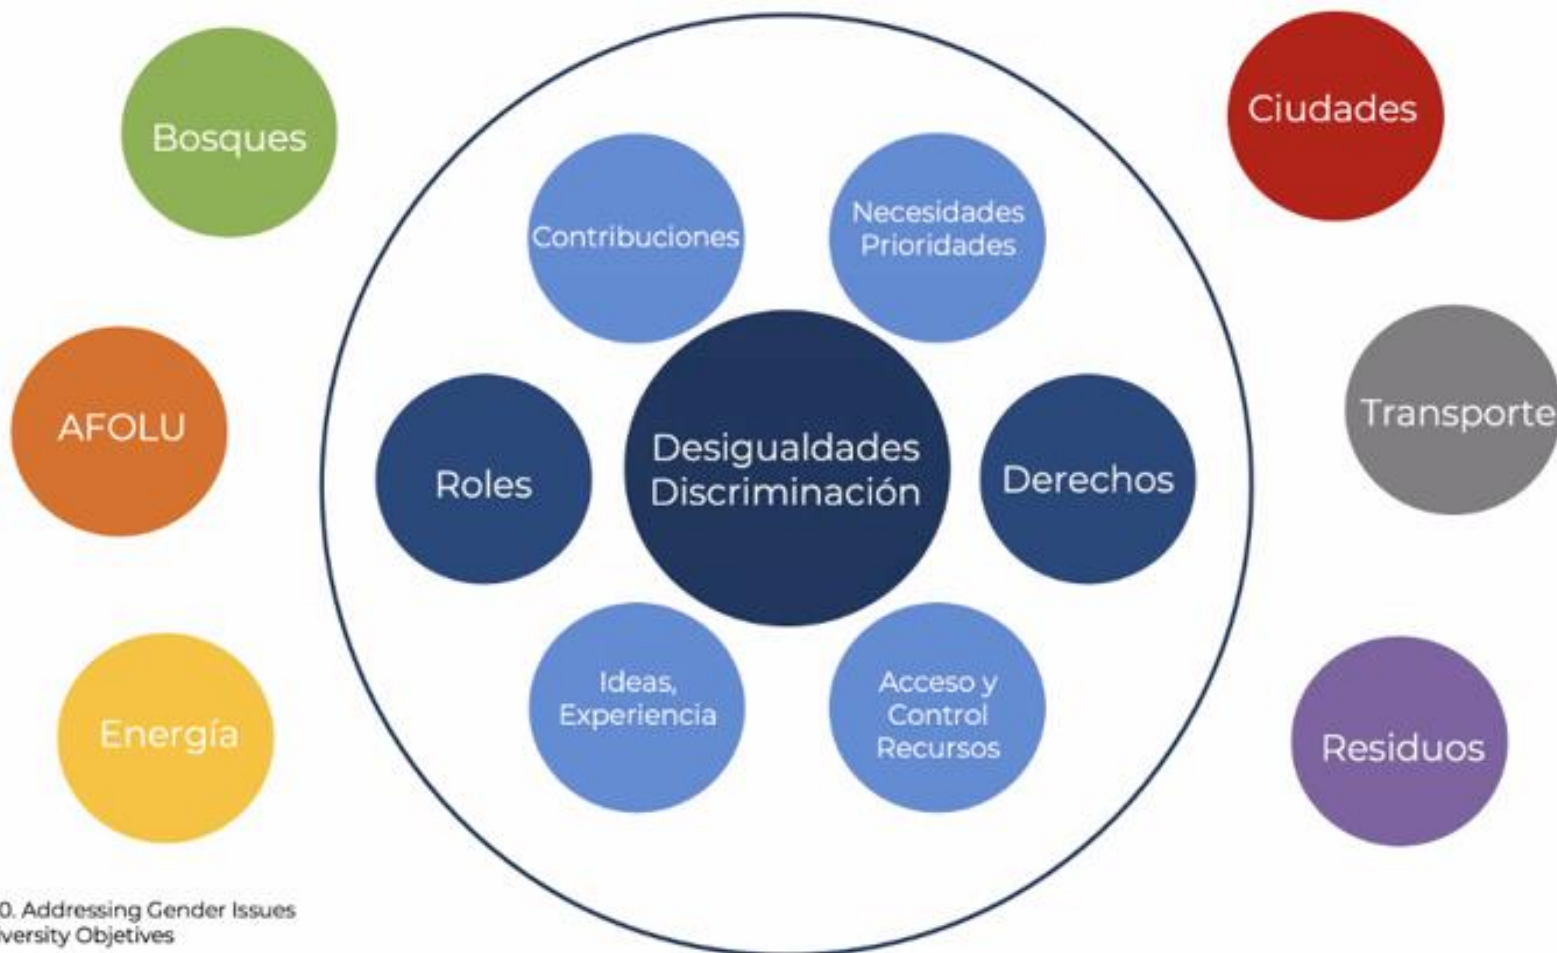 Bosques
Ciudades
Contribuciones
Necesidades
Prioridades
AFOLU
Roles
Desigualdades
Discriminación
Derechos
Transporte
Energía
Ideas,
Experiencia
Acceso y
Control
Recursos
Residuos
0. Addressing Gender Issues
versity Objetives